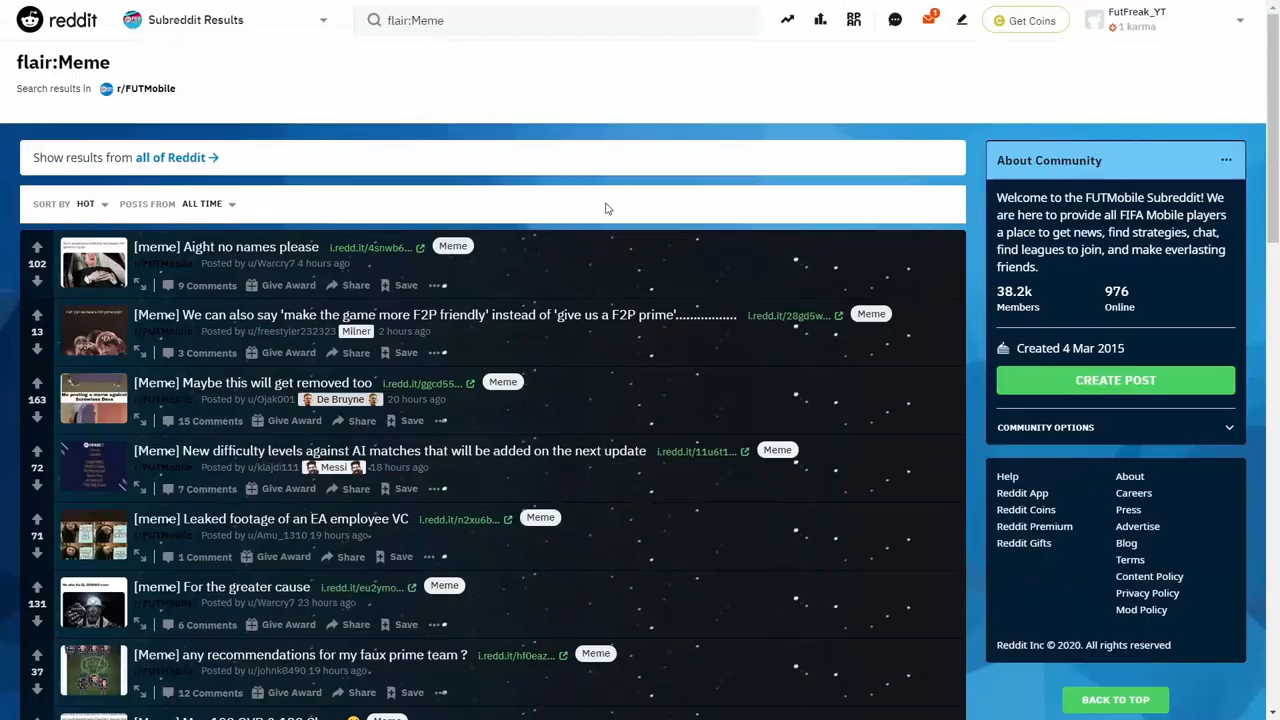 reddit
Subreddit Results
flair:Meme
1
Get Coins
FutFreak_YT
1 karma
flair:Meme
Search results in r/FUTMobile
Show results from all of Reddit →
SORT BY HOT POSTS FROM ALL TIME
102
[meme] Aight no names please i.redd.it/4snwb6... Meme
r/FUTMobile Posted by u/Warcry7 4 hours ago
9 Comments Give Award Share Save
13
[Meme] We can also say 'make the game more F2P friendly' instead of 'give us a F2P prime'................. i.redd.it/28gd5w... Meme
r/FUTMobile Posted by u/freestyler232323 Milner 2 hours ago
3 Comments Give Award Share Save
163
[Meme] Maybe this will get removed too i.redd.it/ggcd55... Meme
r/FUTMobile Posted by u/Ojak001 De Bruyne 20 hours ago
15 Comments Give Award Share Save
72
[Meme] New difficulty levels against AI matches that will be added on the next update i.redd.it/11u6t1... Meme
r/FUTMobile Posted by u/klajdi111 Messi 18 hours ago
7 Comments Give Award Share Save
71
[meme] Leaked footage of an EA employee VC i.redd.it/n2xu6b... Meme
r/FUTMobile Posted by u/Amu_1310 19 hours ago
1 Comment Give Award Share Save
131
[meme] For the greater cause i.redd.it/eu2ymo... Meme
r/FUTMobile Posted by u/Warcry7 23 hours ago
6 Comments Give Award Share Save
37
[Meme] any recommendations for my faux prime team ? i.redd.it/hf0eaz... Meme
r/FUTMobile Posted by u/johnk8490 19 hours ago
12 Comments Give Award Share Save
About Community
Welcome to the FUTMobile Subreddit! We
are here to provide all FIFA Mobile players
a place to get news, find strategies, chat,
find leagues to join, and make everlasting
friends.
38.2k 976
Members Online
Created 4 Mar 2015
CREATE POST
COMMUNITY OPTIONS
Help About
Reddit App Careers
Reddit Coins Press
Reddit Premium Advertise
Reddit Gifts Blog
Terms
Content Policy
Privacy Policy
Mod Policy
Reddit Inc © 2020. All rights reserved
BACK TO TOP